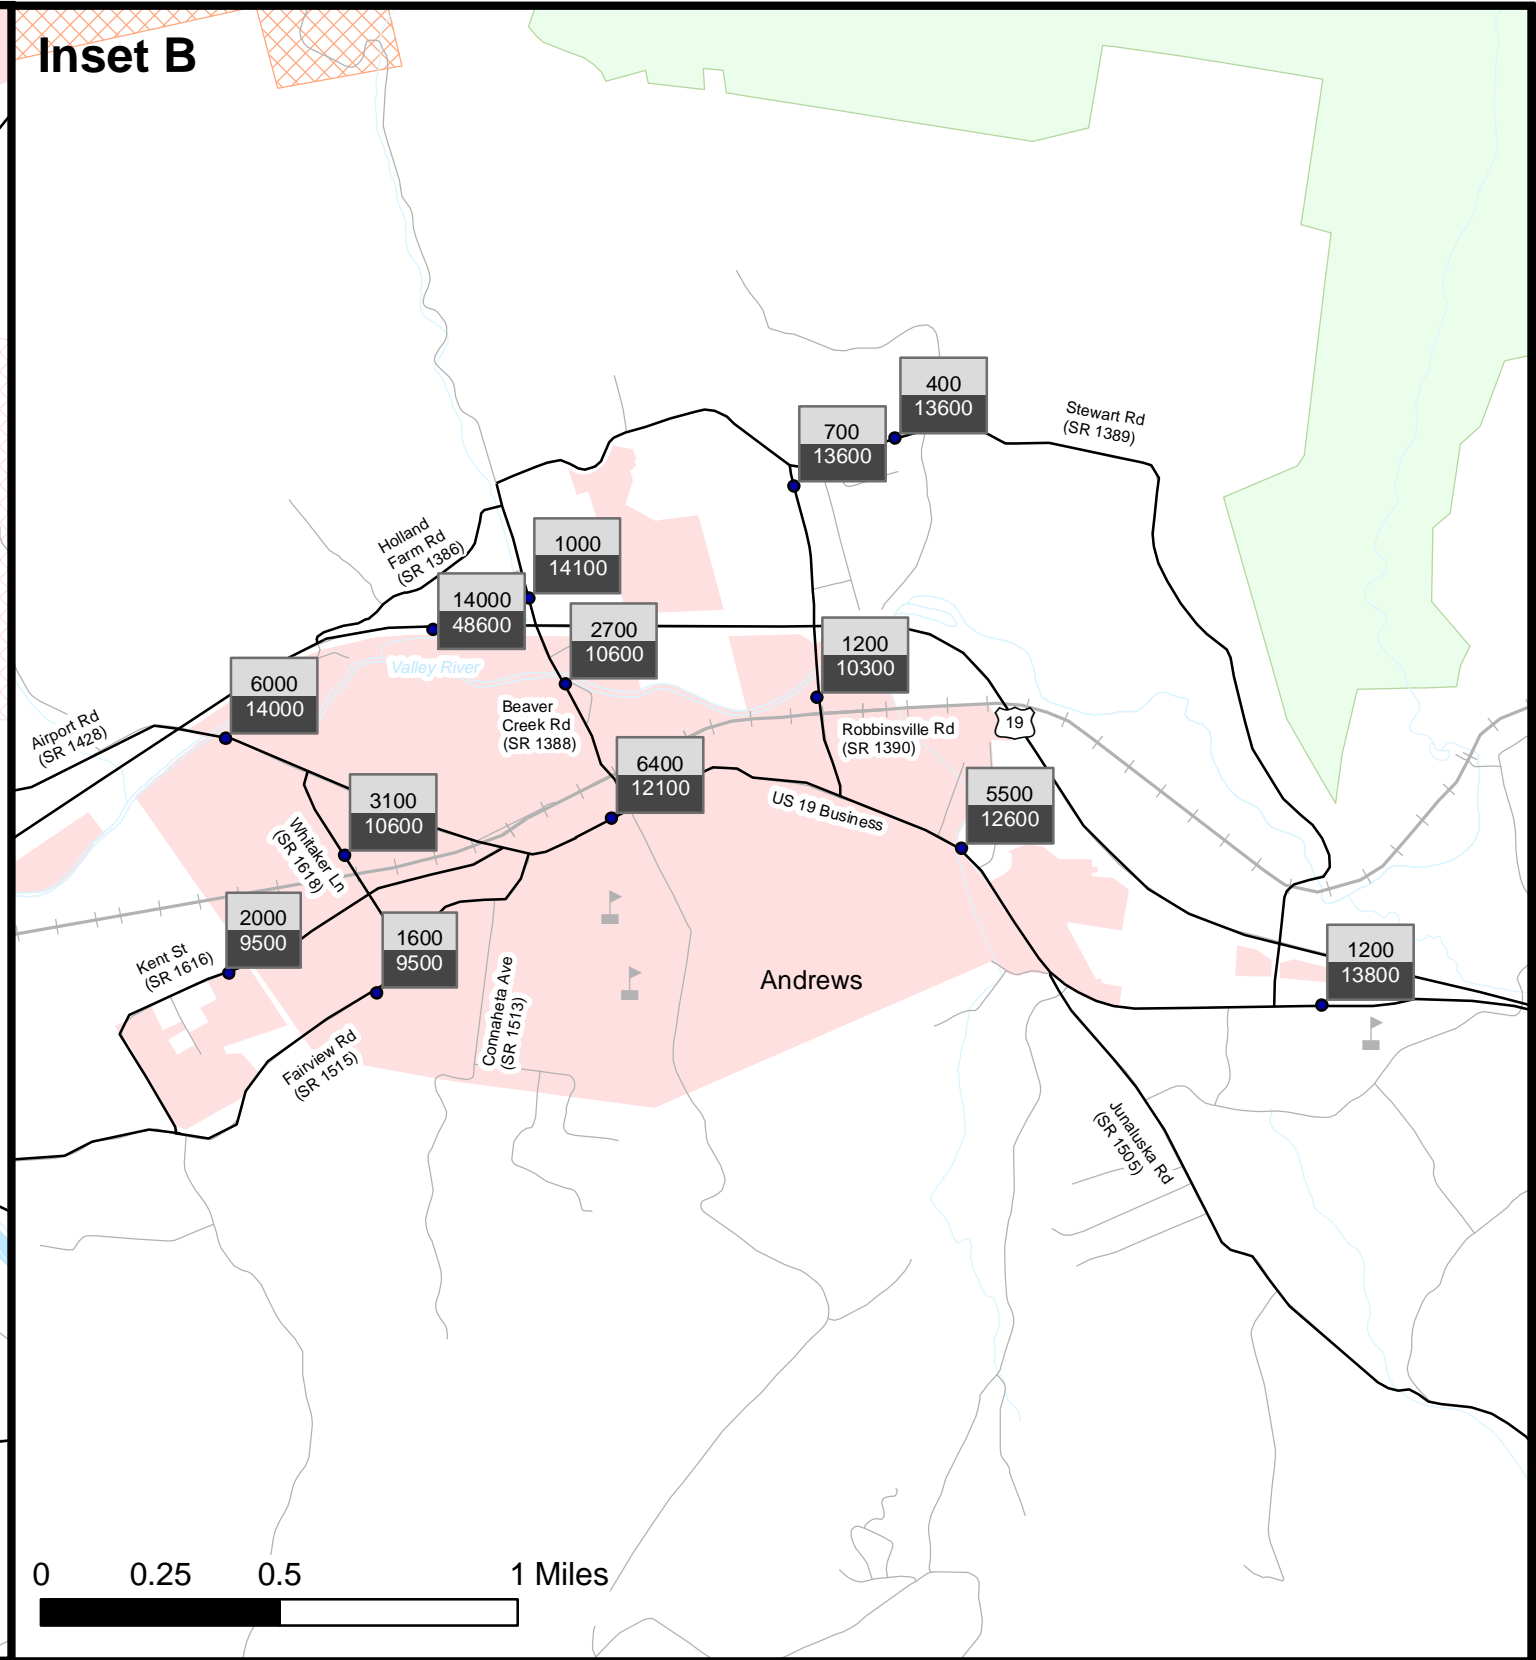 Inset B
400
13600
Stewart Rd
(SR 1389)
700
13600
Holland
Farm Rd
(SR 1386)
1000
14100
14000
48600
2700
10600
1200
10300
Valley River
6000
14000
Airport Rd
(SR 1428)
Beaver
Creek Rd
(SR 1388)
Robbinsville Rd
(SR 1390)
19
6400
12100
US 19 Business
5500
12600
3100
10600
Whitaker Ln
(SR 1618)
2000
9500
1600
9500
Kent St
(SR 1616)
Connaheta Ave
(SR 1513)
Andrews
1200
13800
Fairview Rd
(SR 1515)
Junaluska Rd
(SR 1505)
0 0.25 0.5 1 Miles